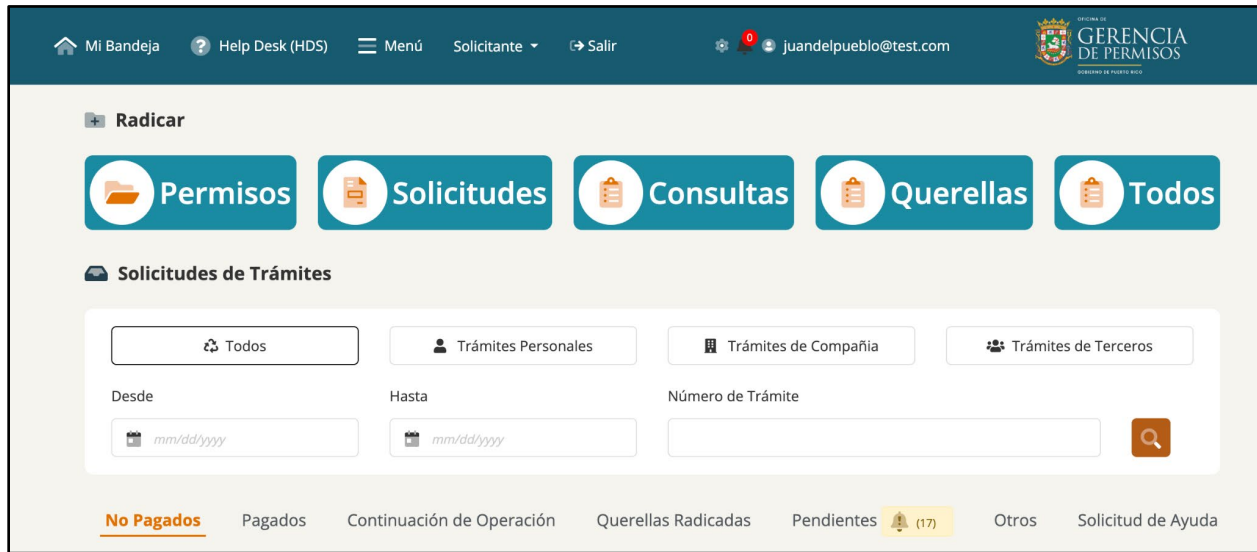 Mi Bandeja Help Desk (HDS) Menú Solicitante Salir 0 juandelpueblo@test.com
OFICINA DE
GERENCIA
DE PERMISOS
GOBIERNO DE PUERTO RICO
Radicar
Permisos Solicitudes Consultas Querellas Todos
Solicitudes de Trámites
Todos Trámites Personales Trámites de Compañia Trámites de Terceros
Desde Hasta Número de Trámite
mm/dd/yyyy mm/dd/yyyy
No Pagados Pagados Continuación de Operación Querellas Radicadas Pendientes (17) Otros Solicitud de Ayuda